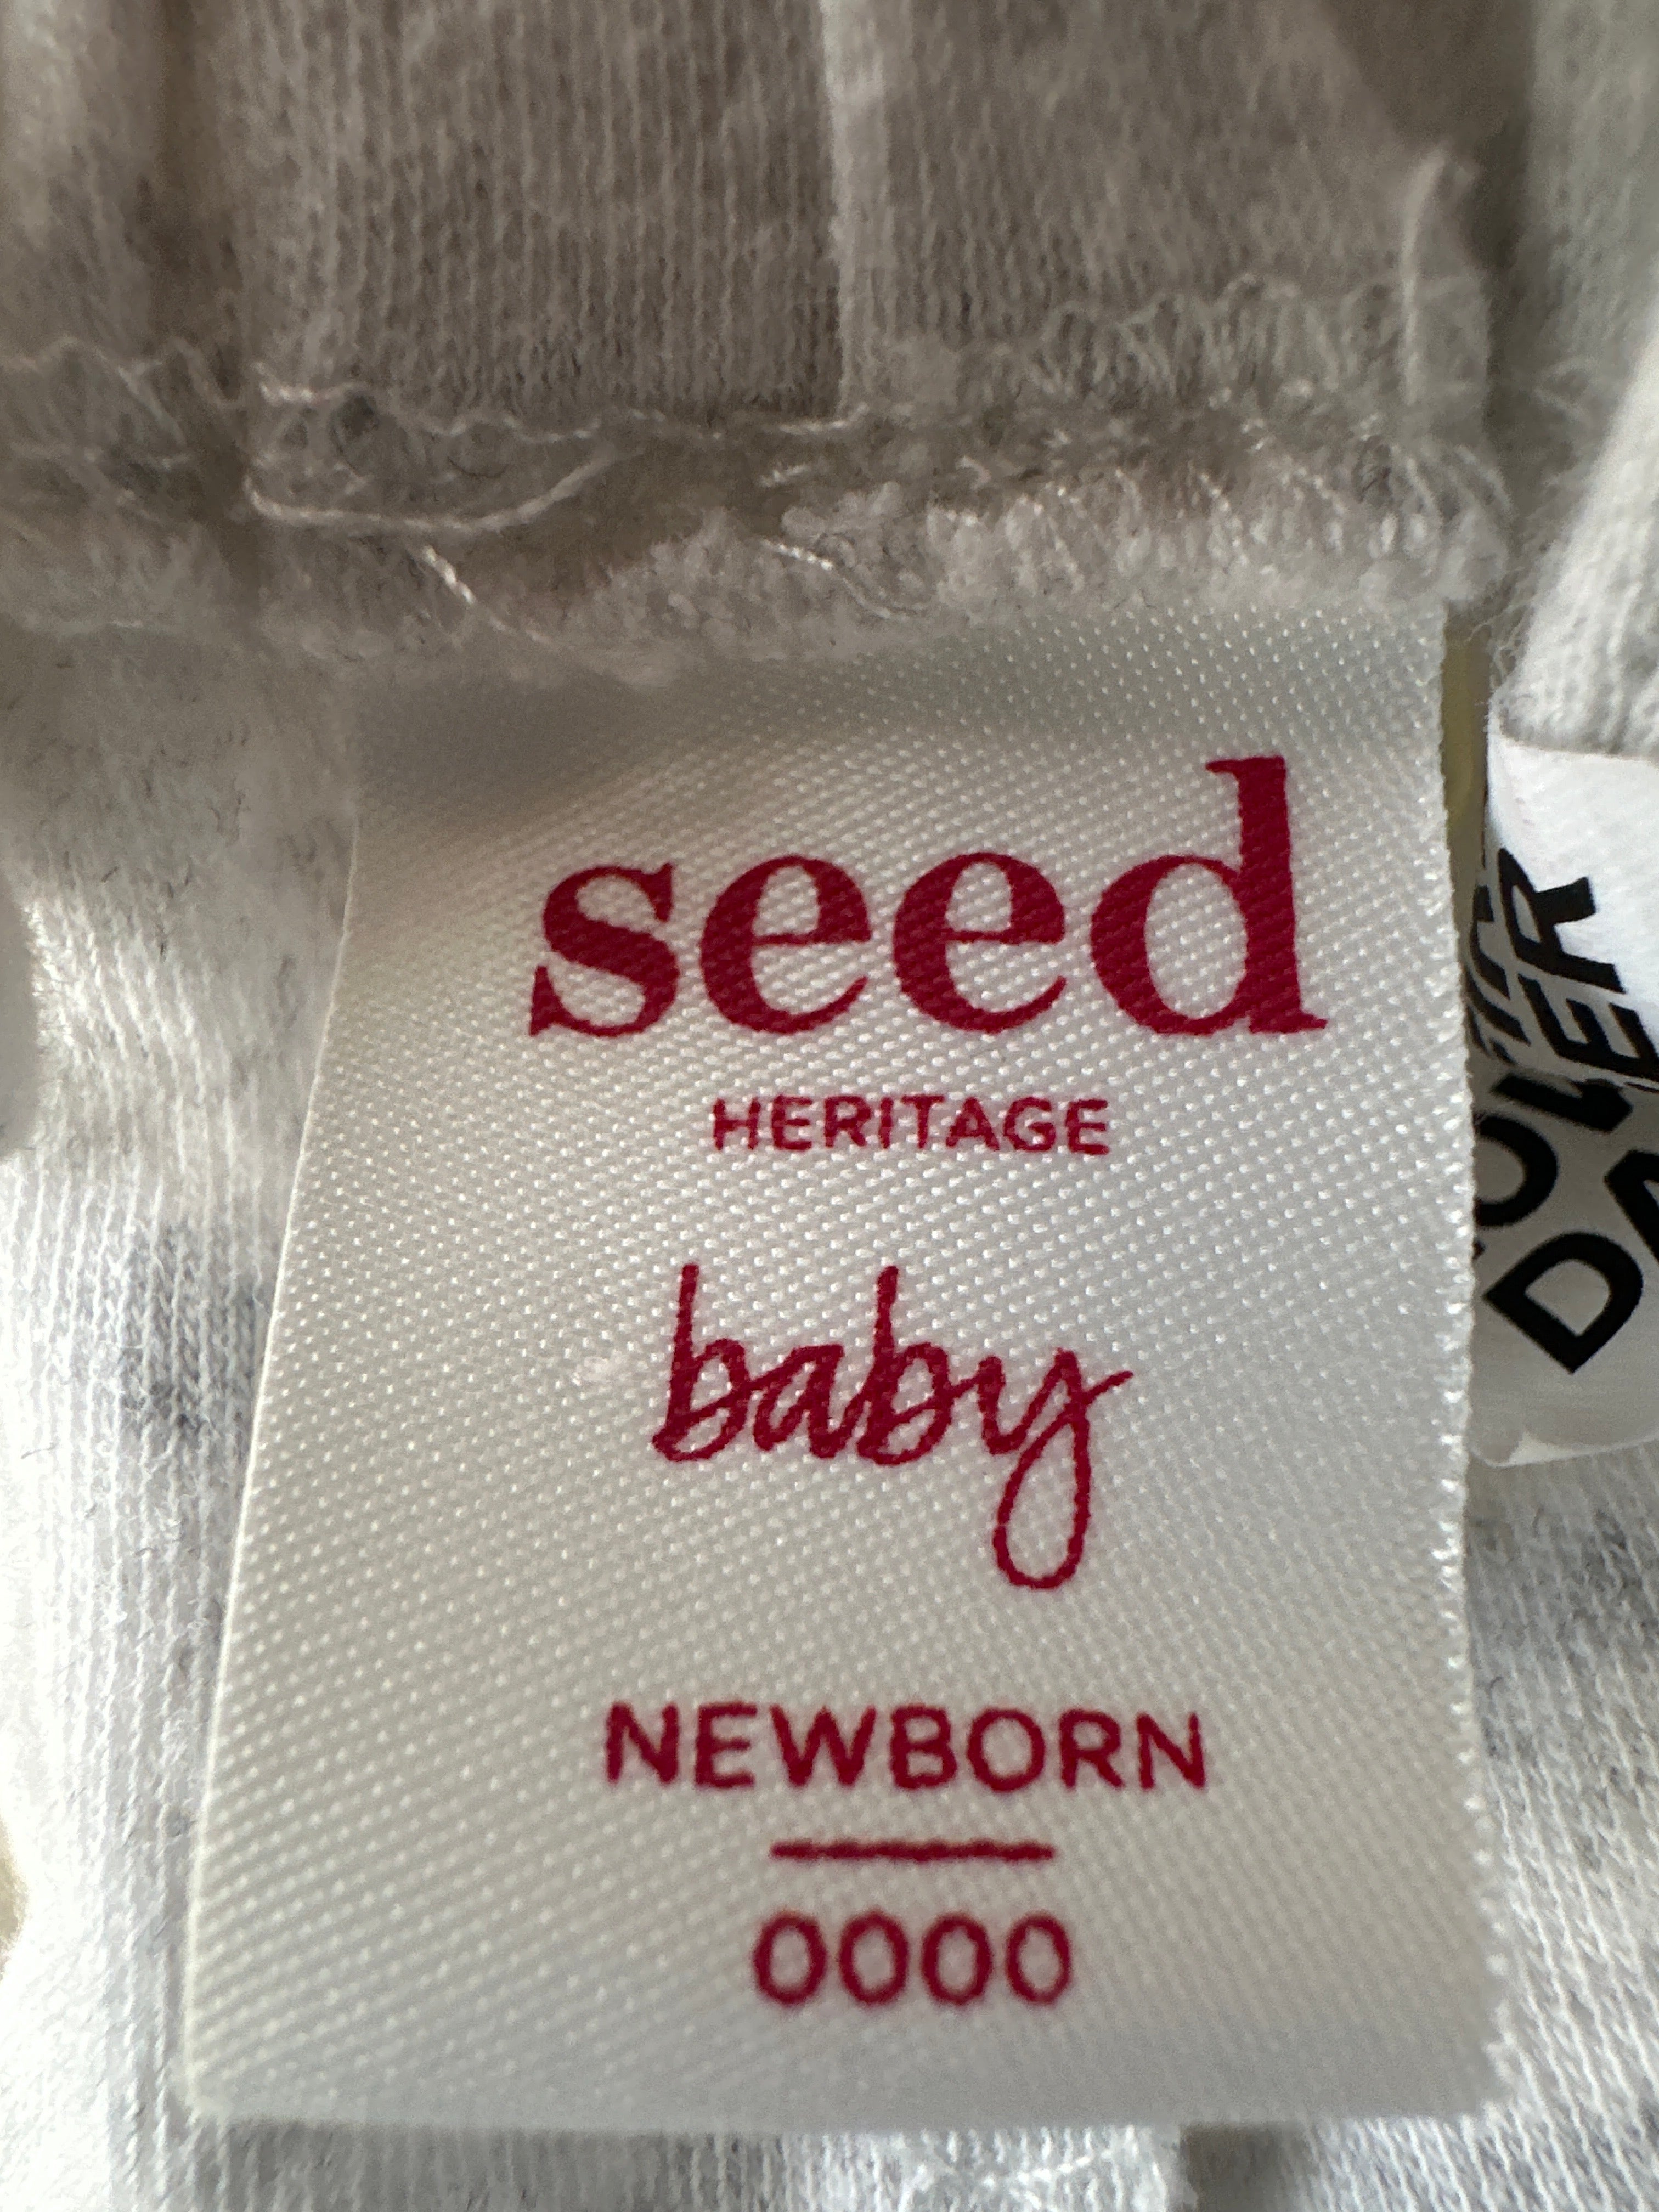 seed
HERITAGE
baby
NEWBORN
0000